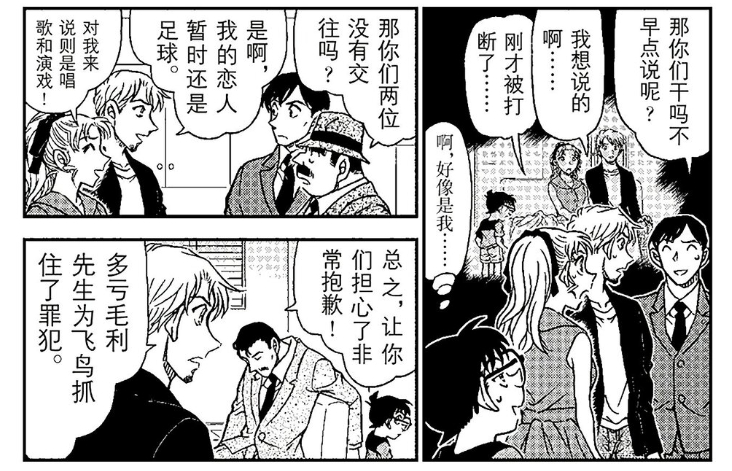 那你们干吗不
早点说呢？
我想说的
啊……
刚才被打
断了……
啊，好像是我……
那你们两位
没有交
往吗？
是啊，
我的恋人
暂时还是
足球。
对我来
说则是唱
歌和演戏！
总之，让你
们担心了非
常抱歉！
多亏毛利
先生为飞鸟抓
住了罪犯。